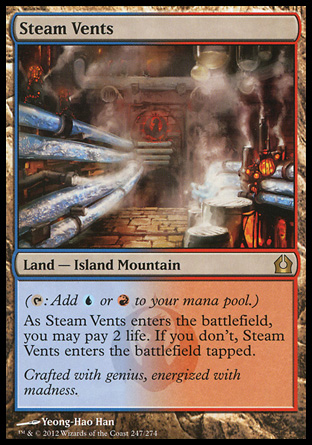 Steam Vents
Land — Island Mountain
(: Add or to your mana pool.)
As Steam Vents enters the battlefield,
you may pay 2 life. If you don't, Steam
Vents enters the battlefield tapped.
Crafted with genius, energized with
madness.
Yeong-Hao Han
™ & © 2012 Wizards of the Coast 247/274